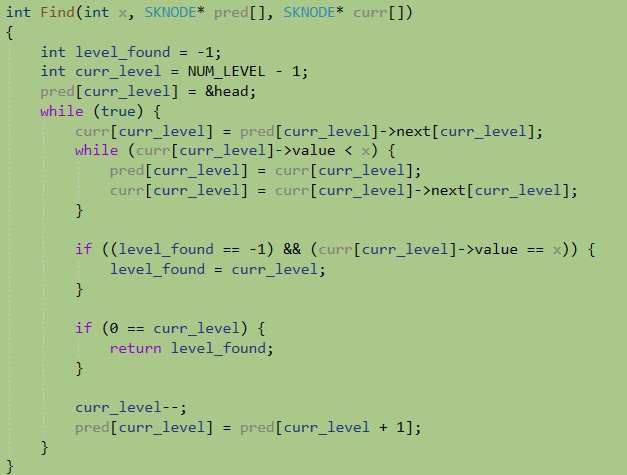 int Find(int x, SKNODE* pred[], SKNODE* curr[])
{
    int level_found = -1;
    int curr_level = NUM_LEVEL - 1;
    pred[curr_level] = &head;
    while (true) {
        curr[curr_level] = pred[curr_level]->next[curr_level];
        while (curr[curr_level]->value < x) {
            pred[curr_level] = curr[curr_level];
            curr[curr_level] = curr[curr_level]->next[curr_level];
        }

        if ((level_found == -1) && (curr[curr_level]->value == x)) {
            level_found = curr_level;
        }

        if (0 == curr_level) {
            return level_found;
        }

        curr_level--;
        pred[curr_level] = pred[curr_level + 1];
    }
}